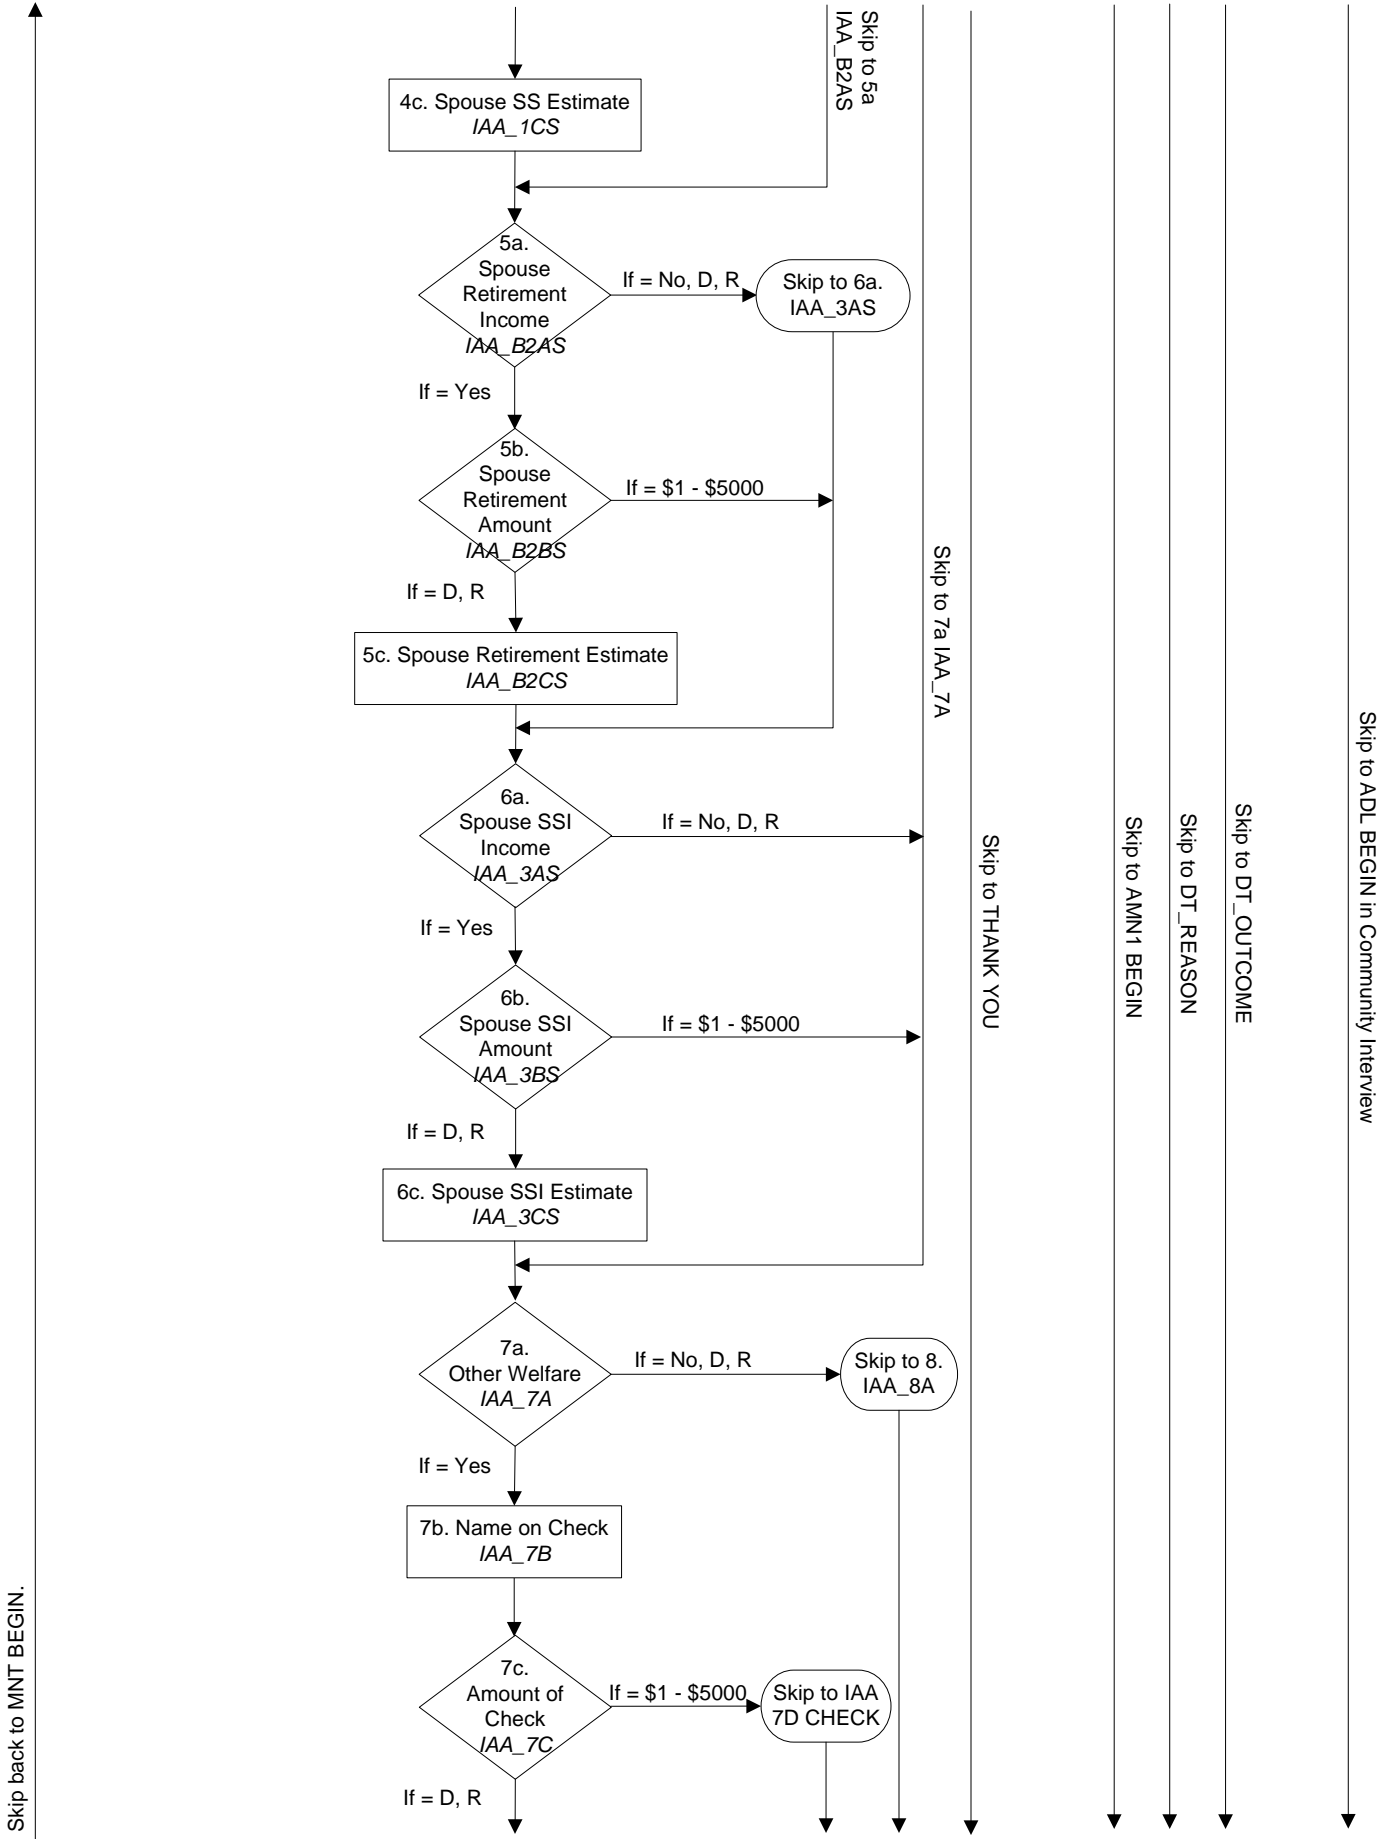 Skip to 5a
IAA_B2AS
4c. Spouse SS Estimate
IAA_1CS
5a.
Spouse
Retirement
Income
IAA_B2AS
If = No, D, R
Skip to 6a.
IAA_3AS
If = Yes
5b.
Spouse
Retirement
Amount
IAA_B2BS
If = $1 - $5000
If = D, R
5c. Spouse Retirement Estimate
IAA_B2CS
Skip to 7a IAA_7A
6a.
Spouse SSI
Income
IAA_3AS
If = No, D, R
If = Yes
6b.
Spouse SSI
Amount
IAA_3BS
If = $1 - $5000
If = D, R
6c. Spouse SSI Estimate
IAA_3CS
Skip to THANK YOU
Skip to AMN1 BEGIN
Skip to DT_REASON
Skip to DT_OUTCOME
Skip to ADL BEGIN in Community Interview
7a.
Other Welfare
IAA_7A
If = No, D, R
Skip to 8.
IAA_8A
If = Yes
7b. Name on Check
IAA_7B
7c.
Amount of
Check
IAA_7C
If = $1 - $5000
Skip to IAA
7D CHECK
If = D, R
Skip back to MNT BEGIN.